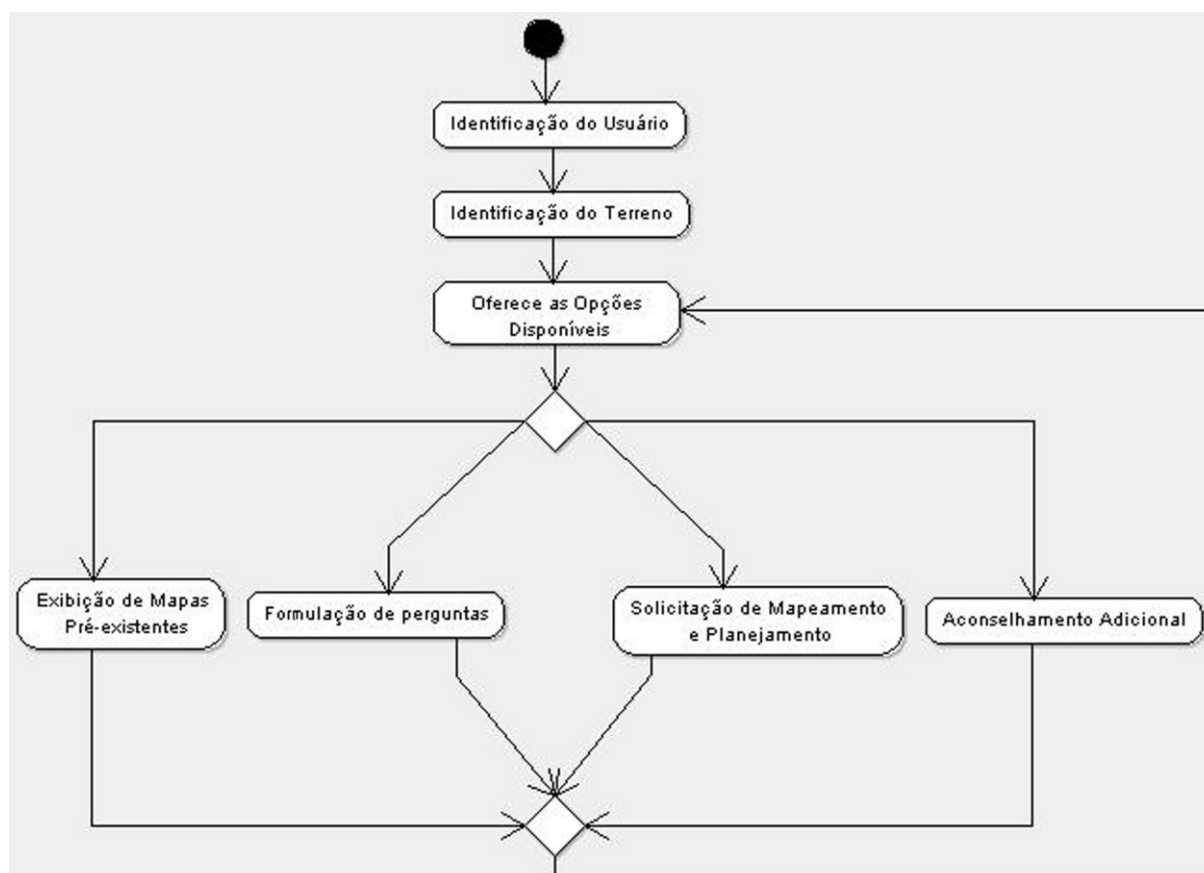 Identificação do Usuário
Identificação do Terreno
Oferece as Opções
Disponíveis
Exibição de Mapas
Pré-existentes
Formulação de perguntas
Solicitação de Mapeamento
e Planejamento
Aconselhamento Adicional